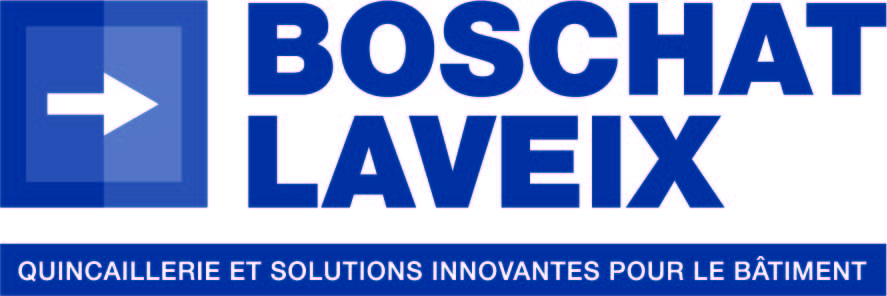 BOSCHAT
LAVEIX
QUINCAILLERIE ET SOLUTIONS INNOVANTES POUR LE BÂTIMENT